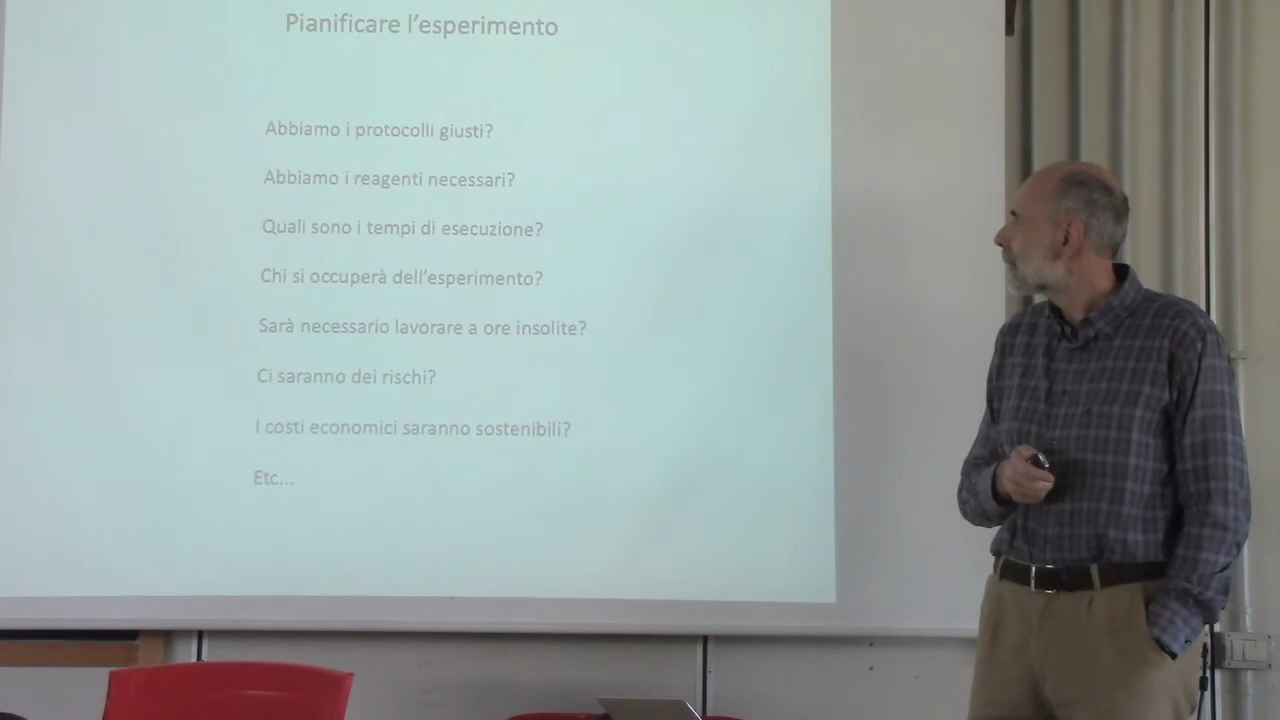 Pianificare l'esperimento
Abbiamo i protocolli giusti?
Abbiamo i reagenti necessari?
Quali sono i tempi di esecuzione?
Chi si occuperà dell'esperimento?
Sarà necessario lavorare a ore insolite?
Ci saranno dei rischi?
I costi economici saranno sostenibili?
Etc...